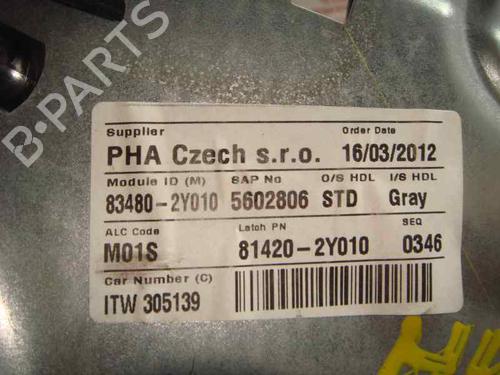 B-PARTS
Supplier Order Date
PHA Czech s.r.o. 16/03/2012
Module ID (M) SAP No O/S HDL I/S HDL
83480-2Y010 5602806 STD Gray
ALC Code Latch PN SEQ
M01S 81420-2Y010 0346
Car Number (C)
ITW 305139